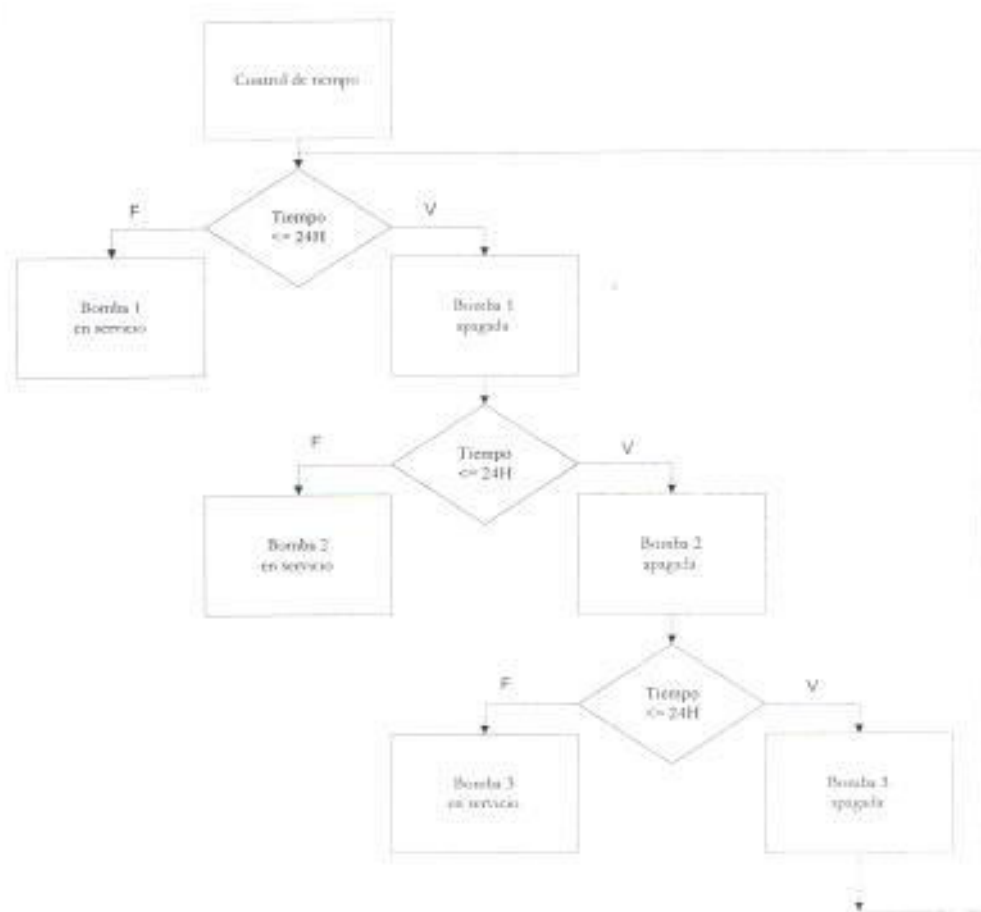 Control de tiempo
Tiempo
<= 24H
F
V
Bomba 1
en servicio
Bomba 1
apagada
Tiempo
<= 24H
F
V
Bomba 2
en servicio
Bomba 2
apagada
Tiempo
<= 24H
F
V
Bomba 3
en servicio
Bomba 3
apagada